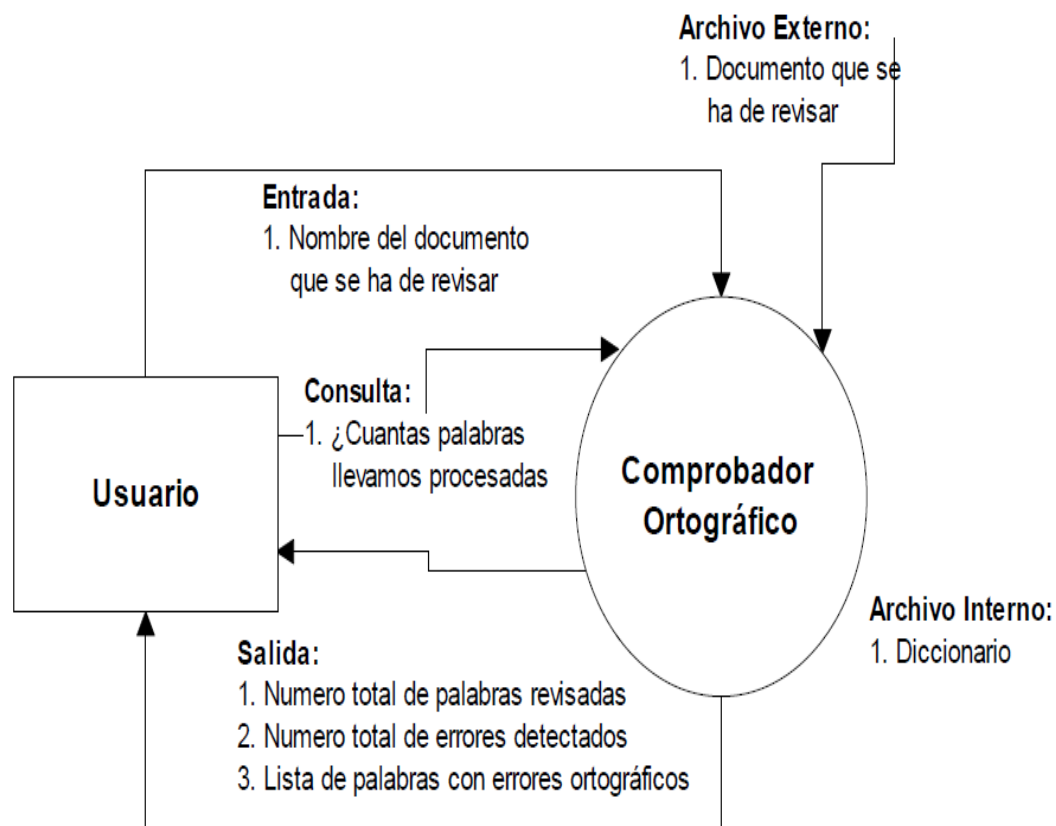 Archivo Externo:
1. Documento que se
ha de revisar
Entrada:
1. Nombre del documento
que se ha de revisar
Consulta:
1. ¿Cuantas palabras
llevamos procesadas
Usuario
Comprobador
Ortográfico
Archivo Interno:
1. Diccionario
Salida:
1. Numero total de palabras revisadas
2. Numero total de errores detectados
3. Lista de palabras con errores ortográficos